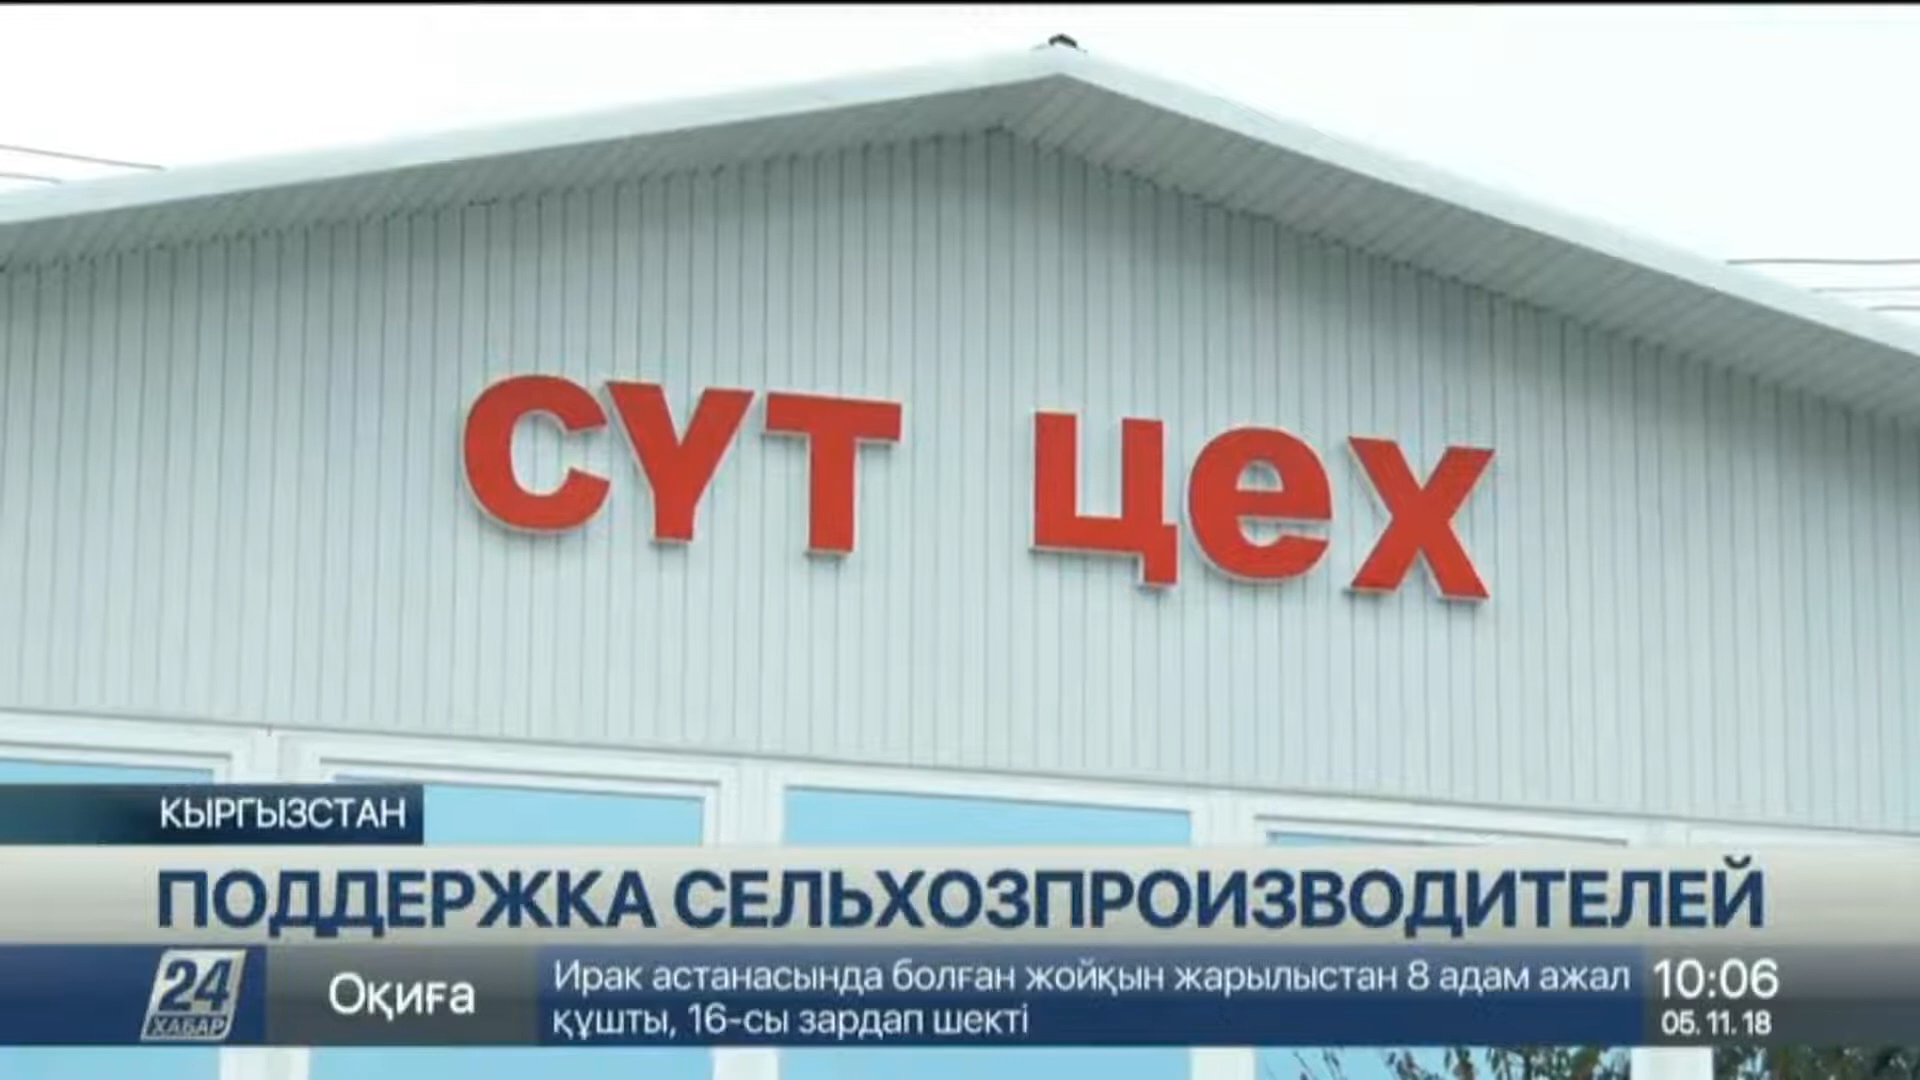 СҮТ цех
КЫРГЫЗСТАН
ПОДДЕРЖКА СЕЛЬХОЗПРОИЗВОДИТЕЛЕЙ
24
ХАБАР
Оқиға
Ирак астанасында болған жойқын жарылыстан 8 адам ажал
құшты, 16-сы зардап шекті
10:06
05.11.18